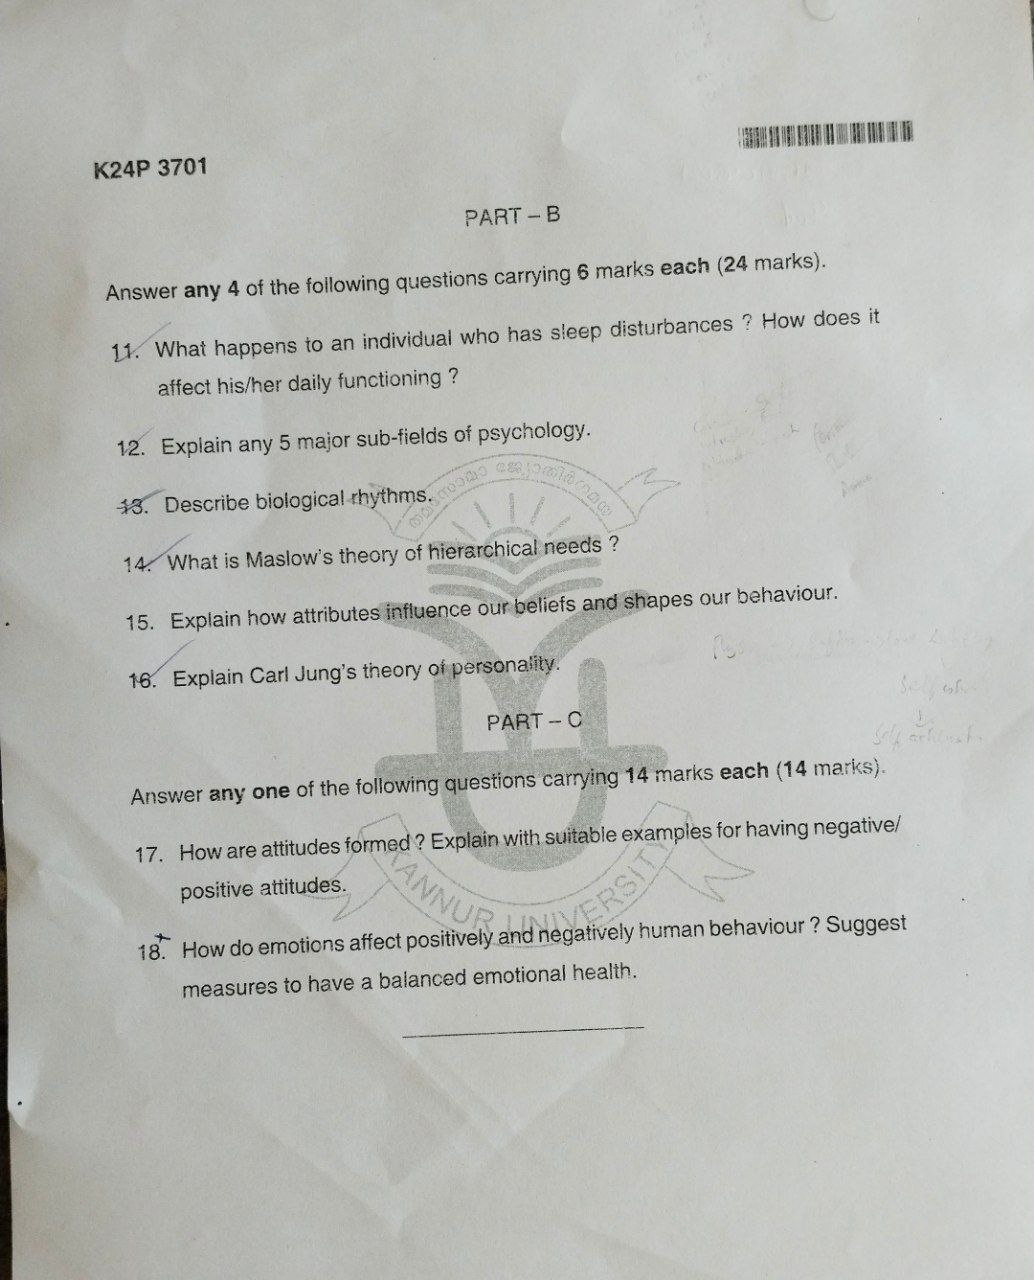 K24P 3701
PART – B
Answer any 4 of the following questions carrying 6 marks each (24 marks).
11. What happens to an individual who has sleep disturbances ? How does it
affect his/her daily functioning ?
12. Explain any 5 major sub-fields of psychology.
13. Describe biological rhythms.
14. What is Maslow's theory of hierarchical needs ?
15. Explain how attributes influence our beliefs and shapes our behaviour.
16. Explain Carl Jung's theory of personality.
PART – C
Answer any one of the following questions carrying 14 marks each (14 marks).
17. How are attitudes formed ? Explain with suitable examples for having negative/
positive attitudes.
KANNUR UNIVERSITY
18. How do emotions affect positively and negatively human behaviour ? Suggest
measures to have a balanced emotional health.